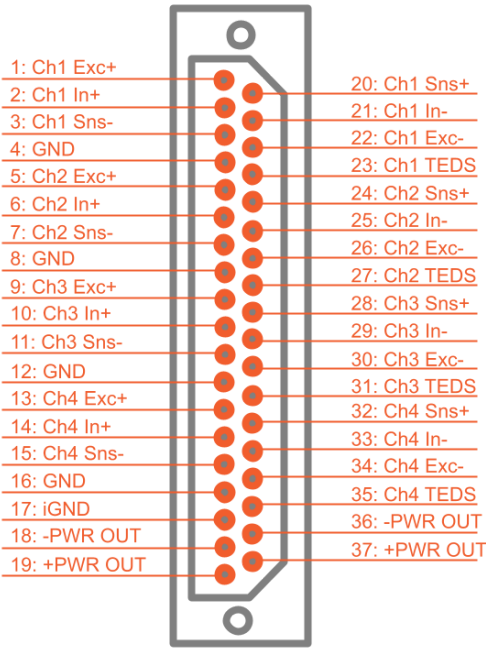 1: Ch1 Exc+
2: Ch1 In+
3: Ch1 Sns-
4: GND
5: Ch2 Exc+
6: Ch2 In+
7: Ch2 Sns-
8: GND
9: Ch3 Exc+
10: Ch3 In+
11: Ch3 Sns-
12: GND
13: Ch4 Exc+
14: Ch4 In+
15: Ch4 Sns-
16: GND
17: iGND
18: -PWR OUT
19: +PWR OUT
20: Ch1 Sns+
21: Ch1 In-
22: Ch1 Exc-
23: Ch1 TEDS
24: Ch2 Sns+
25: Ch2 In-
26: Ch2 Exc-
27: Ch2 TEDS
28: Ch3 Sns+
29: Ch3 In-
30: Ch3 Exc-
31: Ch3 TEDS
32: Ch4 Sns+
33: Ch4 In-
34: Ch4 Exc-
35: Ch4 TEDS
36: -PWR OUT
37: +PWR OUT